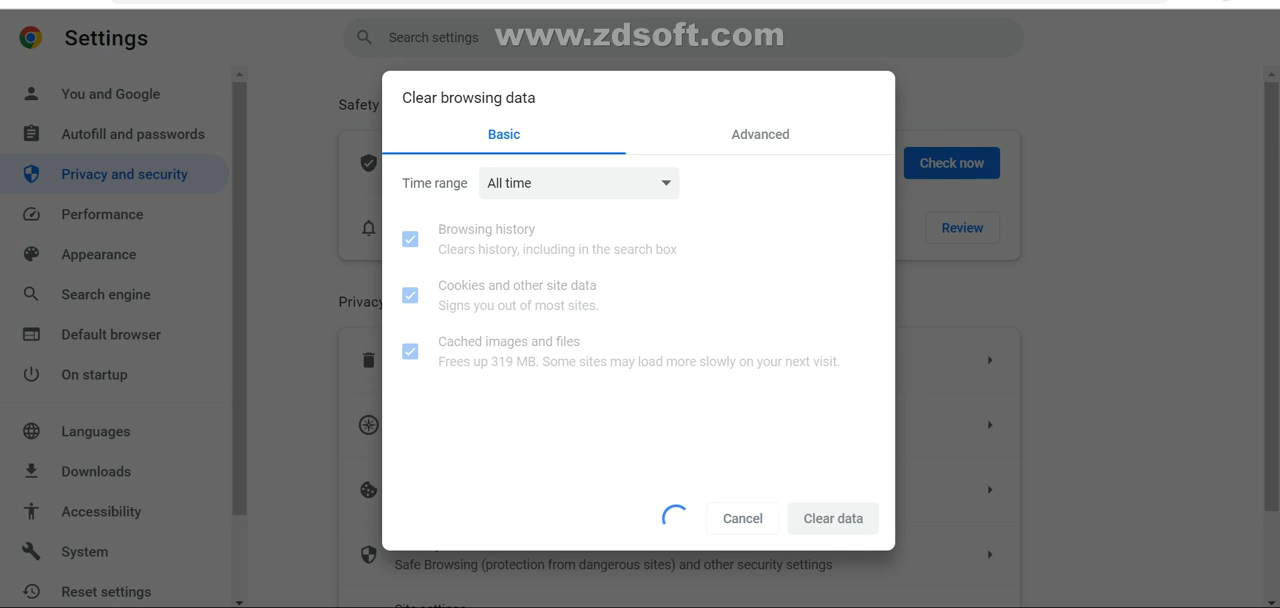 Settings
Search settings
www.zdsoft.com
You and Google
Autofill and passwords
Privacy and security
Performance
Appearance
Search engine
Default browser
On startup
Languages
Downloads
Accessibility
System
Reset settings
Safety
Check now
Review
Privacy
Clear browsing data
Basic
Advanced
Time range
All time
Browsing history
Clears history, including in the search box
Cookies and other site data
Signs you out of most sites.
Cached images and files
Frees up 319 MB. Some sites may load more slowly on your next visit.
Cancel
Clear data
Safe Browsing (protection from dangerous sites) and other security settings